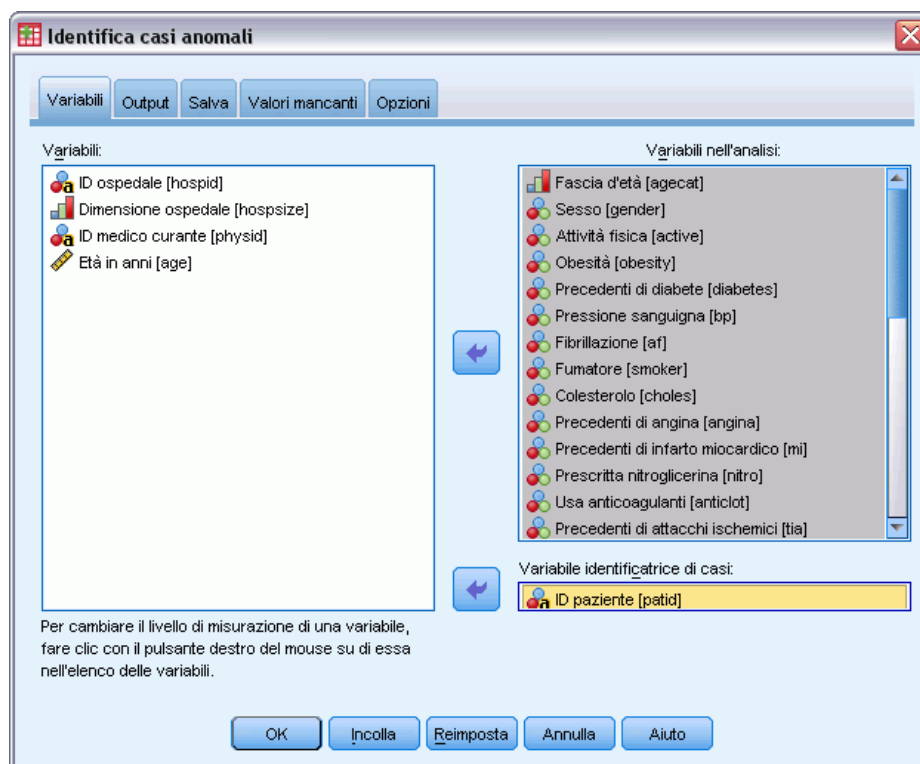 Identifica casi anomali
Variabili
Output
Salva
Valori mancanti
Opzioni
Variabili:
ID ospedale [hospid]
Dimensione ospedale [hospsize]
ID medico curante [physid]
Età in anni [age]
Per cambiare il livello di misurazione di una variabile,
fare clic con il pulsante destro del mouse su di essa
nell'elenco delle variabili.
Variabili nell'analisi:
Fascia d'età [agecat]
Sesso [gender]
Attività fisica [active]
Obesità [obesity]
Precedenti di diabete [diabetes]
Pressione sanguigna [bp]
Fibrillazione [af]
Fumatore [smoker]
Colesterolo [choles]
Precedenti di angina [angina]
Precedenti di infarto miocardico [mi]
Prescritta nitroglicerina [nitro]
Usa anticoagulanti [anticlot]
Precedenti di attacchi ischemici [tia]
Variabile identificatrice di casi:
ID paziente [patid]
OK
Incolla
Reimposta
Annulla
Aiuto